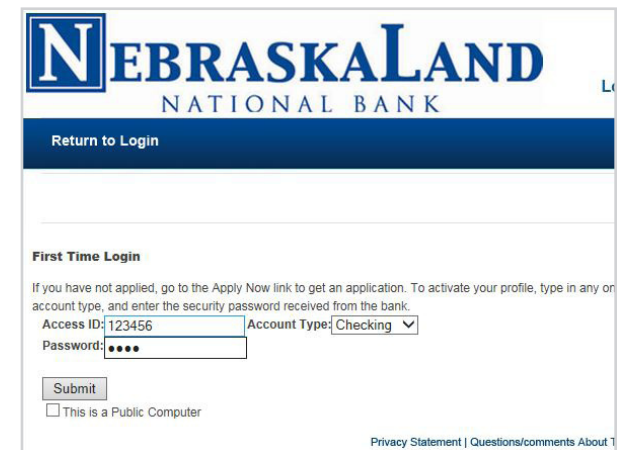 NEBRASKALAND
NATIONAL BANK
Return to Login
First Time Login
If you have not applied, go to the Apply Now link to get an application. To activate your profile, type in any
account type, and enter the security password received from the bank.
Access ID: 123456 Account Type: Checking
Password: ••••
Submit
This is a Public Computer
Privacy Statement | Questions/comments About